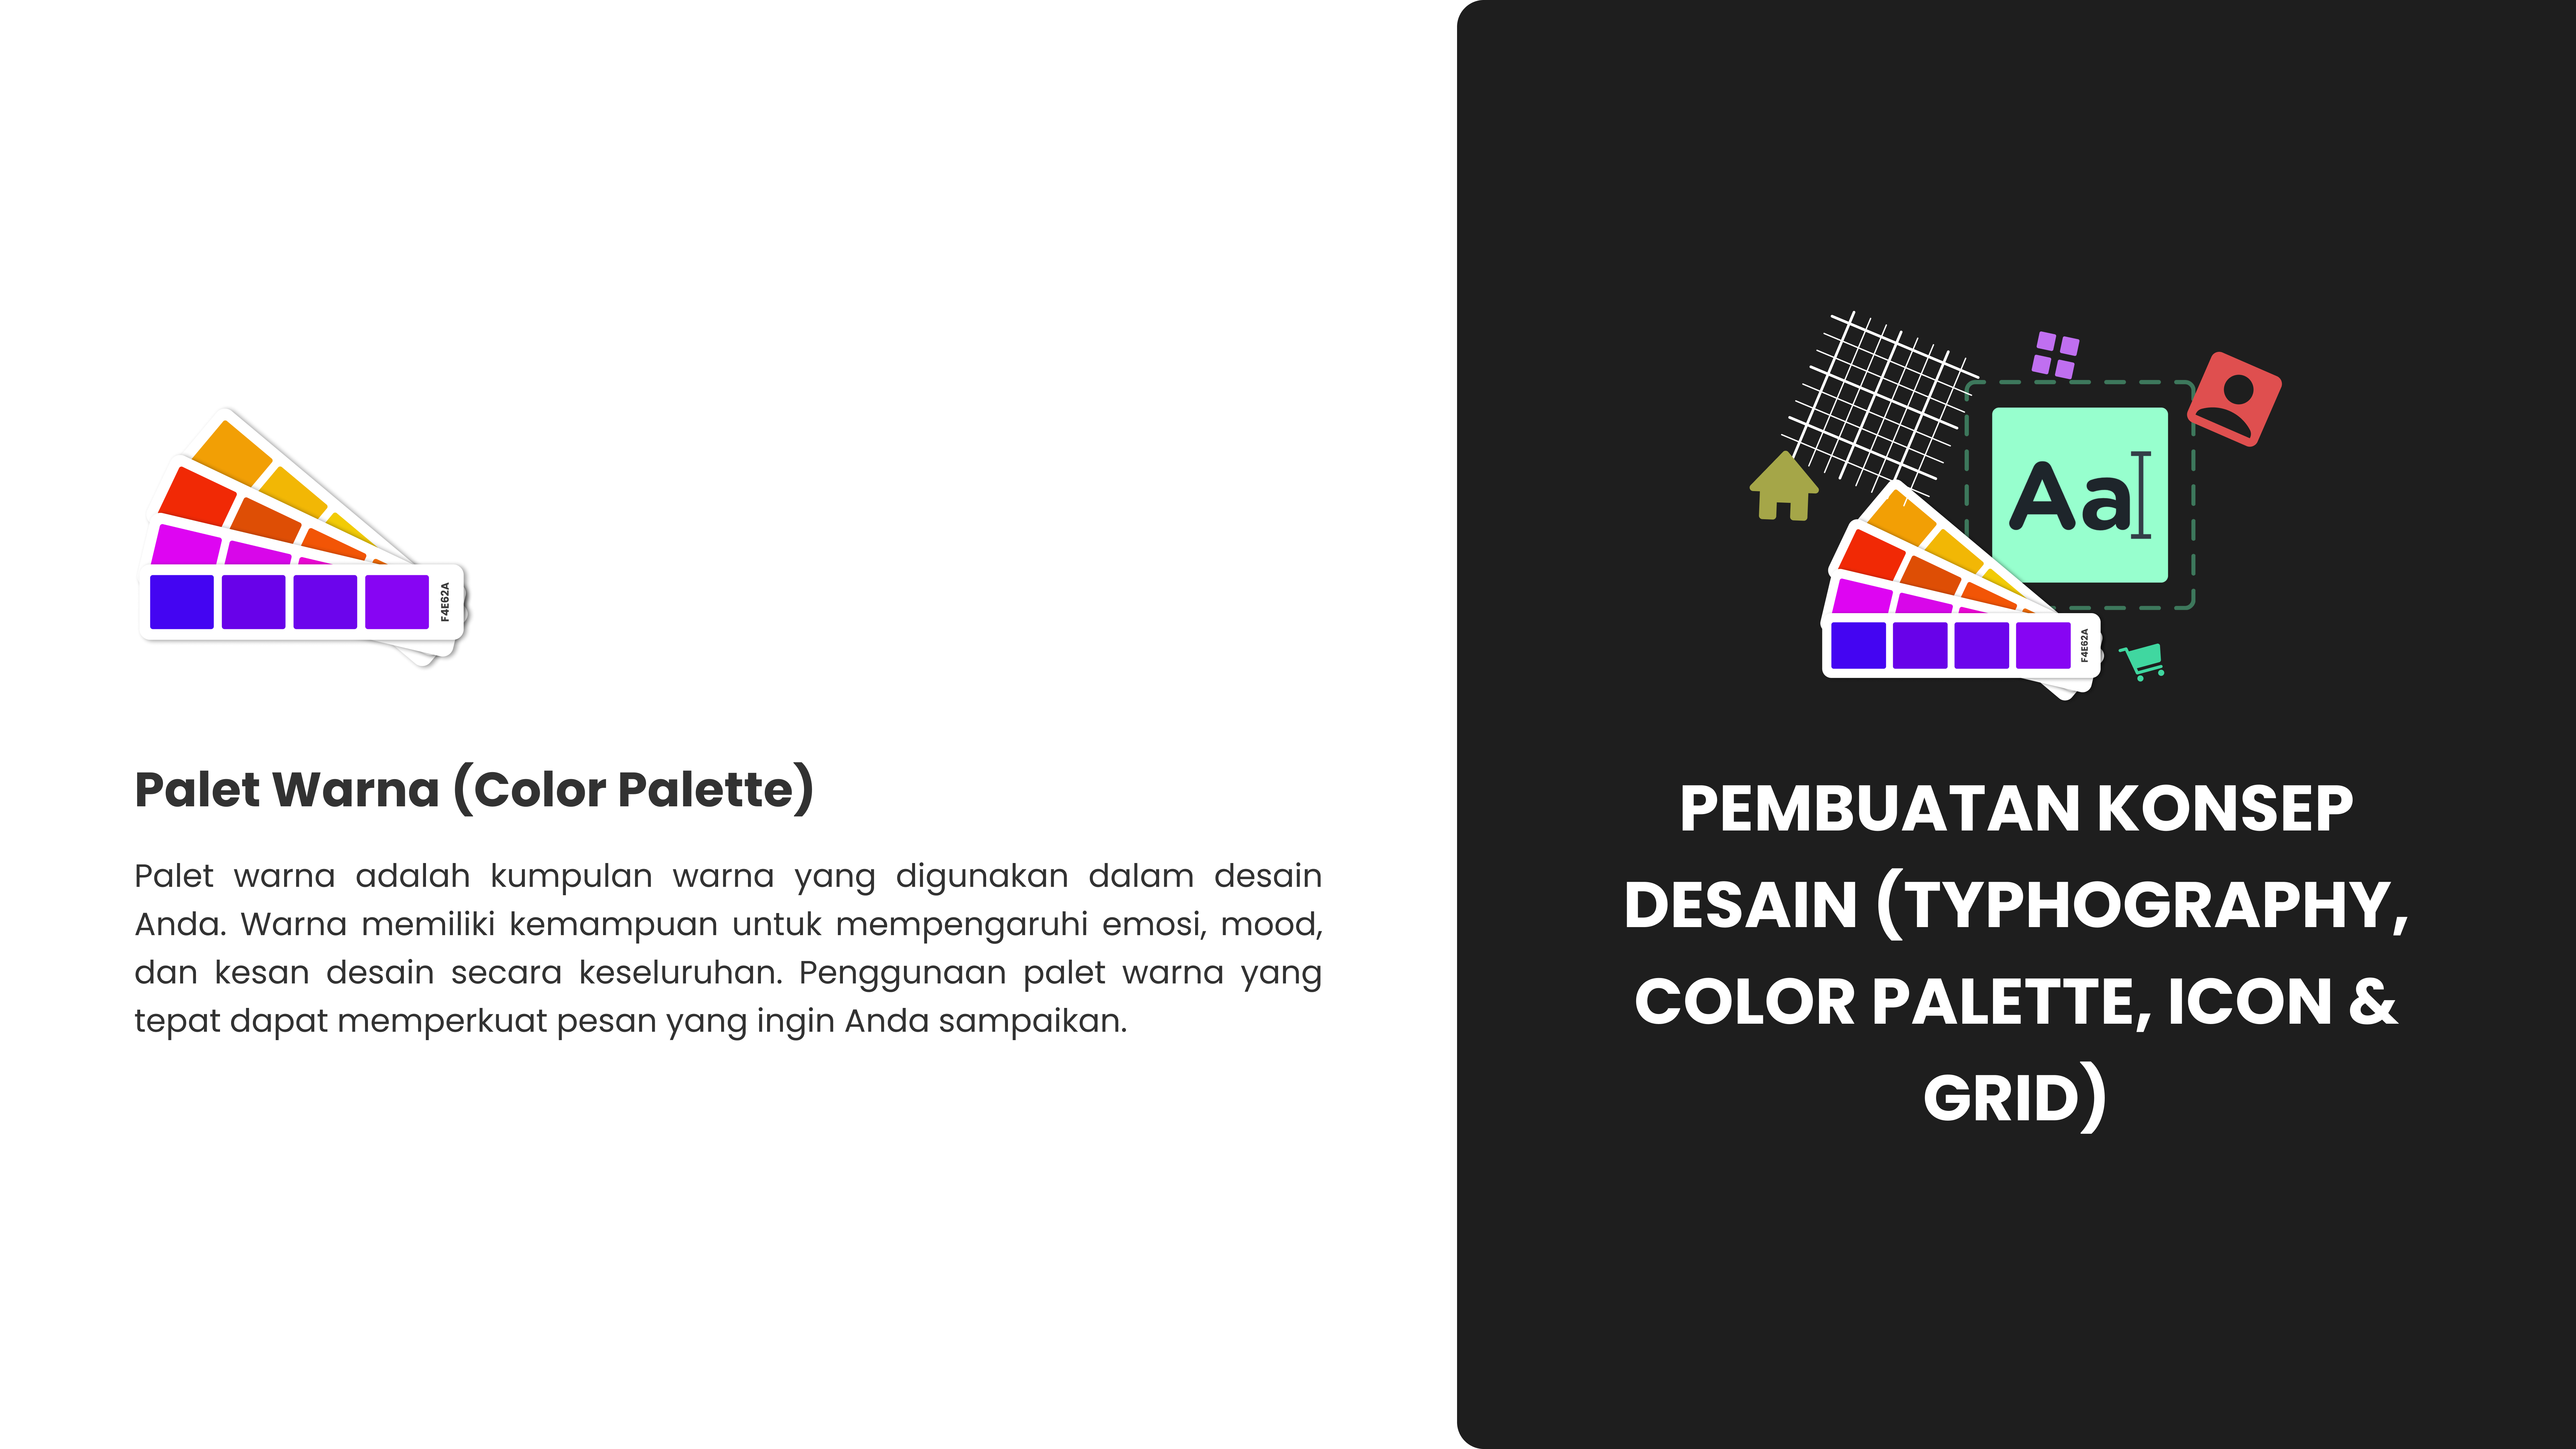 F4E62A
Palet Warna (Color Palette)
Palet warna adalah kumpulan warna yang digunakan dalam desain
Anda. Warna memiliki kemampuan untuk mempengaruhi emosi, mood,
dan kesan desain secara keseluruhan. Penggunaan palet warna yang
tepat dapat memperkuat pesan yang ingin Anda sampaikan.
Aa
F4E62A
PEMBUATAN KONSEP
DESAIN (TYPHOGRAPHY,
COLOR PALETTE, ICON &
GRID)